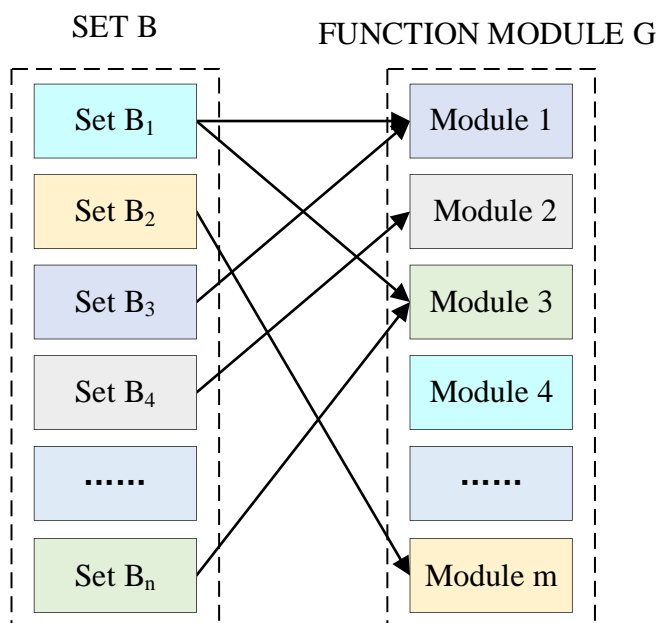 SET B
FUNCTION MODULE G
Set B₁
Module 1
Set B₂
Module 2
Set B₃
Module 3
Set B₄
Module 4
......
......
Set Bₙ
Module m